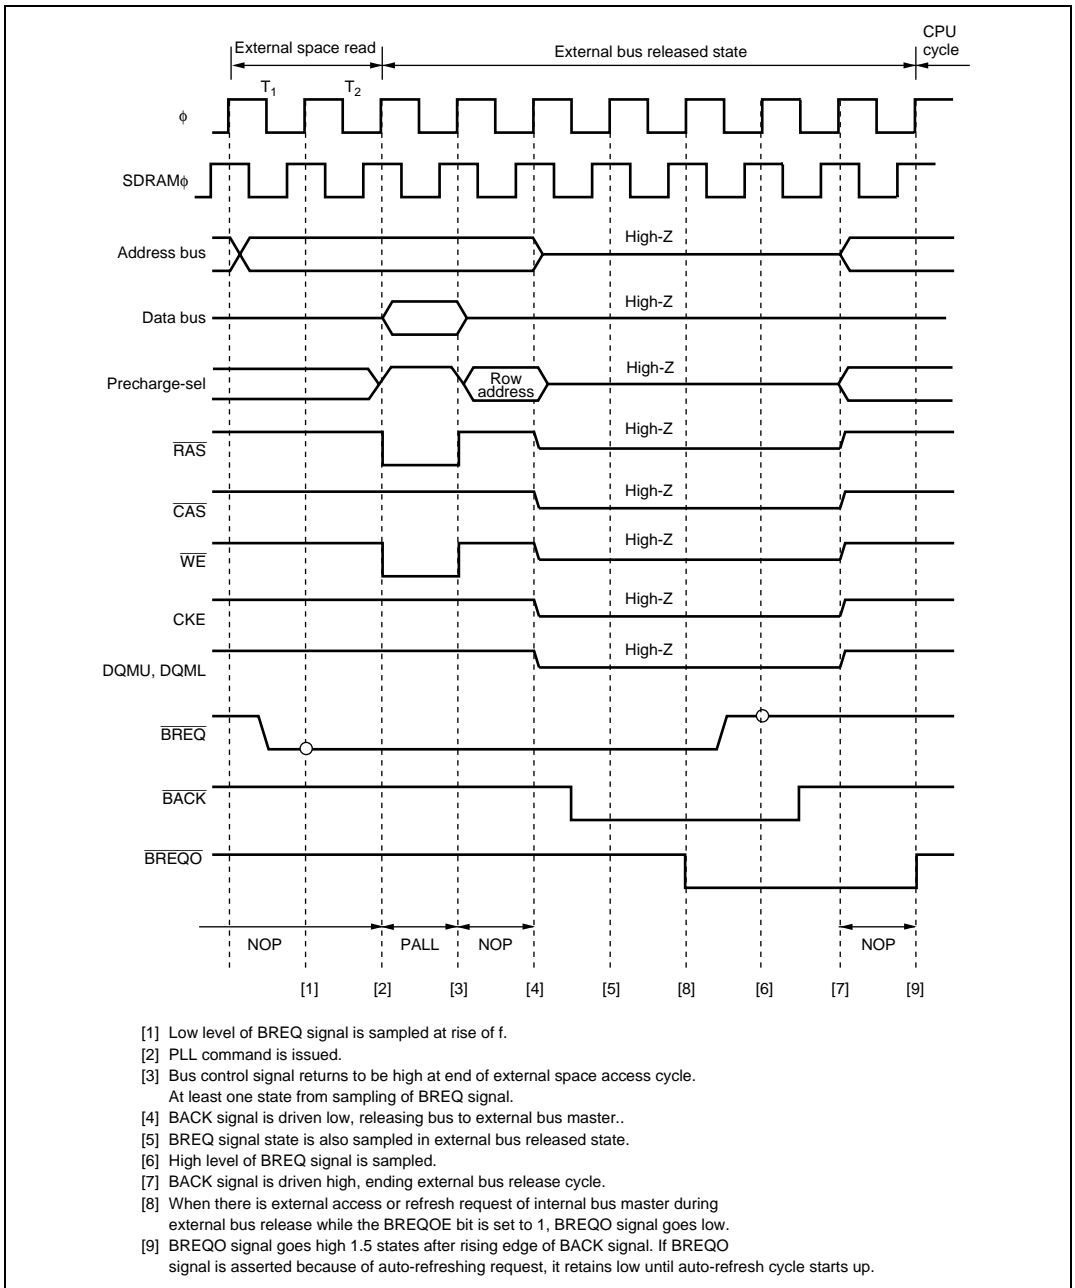 External space read
External bus released state
CPU
cycle
T1
T2
ϕ
SDRAMϕ
Address bus
High-Z
Data bus
High-Z
Precharge-sel
Row
address
High-Z
RAS
High-Z
CAS
High-Z
WE
High-Z
CKE
High-Z
DQMU, DQML
High-Z
BREQ
BACK
BREQO
NOP
PALL
NOP
NOP
[1]
[2]
[3]
[4]
[5]
[8]
[6]
[7]
[9]
[1] Low level of BREQ signal is sampled at rise of f.
[2] PLL command is issued.
[3] Bus control signal returns to be high at end of external space access cycle.
At least one state from sampling of BREQ signal.
[4] BACK signal is driven low, releasing bus to external bus master..
[5] BREQ signal state is also sampled in external bus released state.
[6] High level of BREQ signal is sampled.
[7] BACK signal is driven high, ending external bus release cycle.
[8] When there is external access or refresh request of internal bus master during
external bus release while the BREQOE bit is set to 1, BREQO signal goes low.
[9] BREQO signal goes high 1.5 states after rising edge of BACK signal. If BREQO
signal is asserted because of auto-refreshing request, it retains low until auto-refresh cycle starts up.